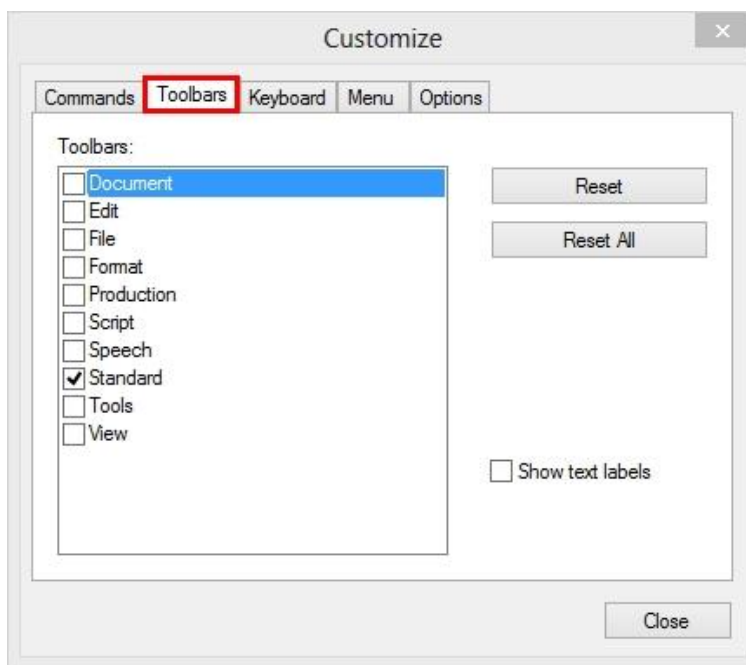 Customize
Commands Toolbars Keyboard Menu Options
Toolbars:
Document
Edit
File
Format
Production
Script
Speech
Standard
Tools
View
Reset
Reset All
Show text labels
Close